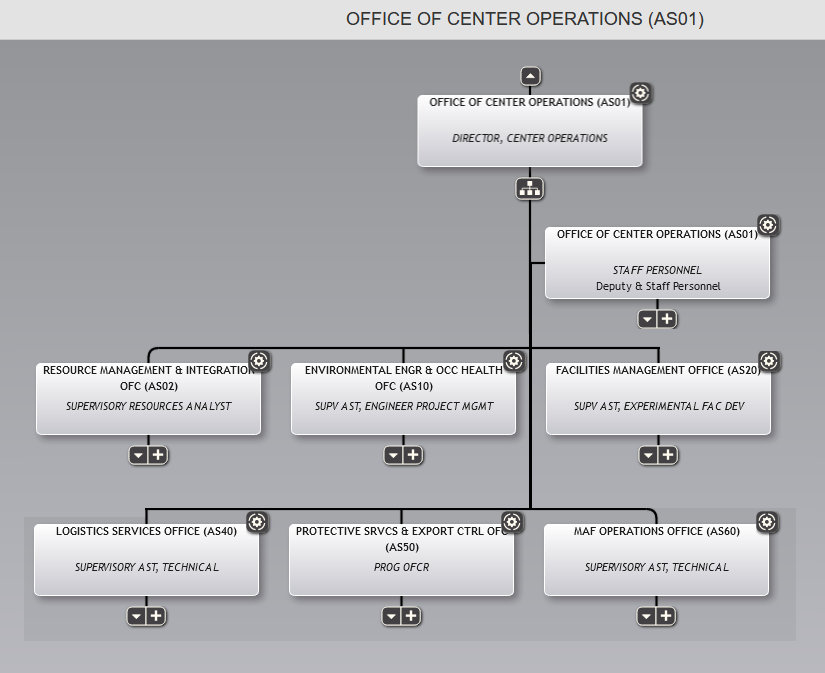 OFFICE OF CENTER OPERATIONS (AS01)
OFFICE OF CENTER OPERATIONS (AS01)
DIRECTOR, CENTER OPERATIONS
OFFICE OF CENTER OPERATIONS (AS01)
STAFF PERSONNEL
Deputy & Staff Personnel
RESOURCE MANAGEMENT & INTEGRATION
OFC (AS02)
SUPERVISORY RESOURCES ANALYST
ENVIRONMENTAL ENGR & OCC HEALTH
OFC (AS10)
SUPV AST, ENGINEER PROJECT MGMT
FACILITIES MANAGEMENT OFFICE (AS20)
SUPV AST, EXPERIMENTAL FAC DEV
LOGISTICS SERVICES OFFICE (AS40)
SUPERVISORY AST, TECHNICAL
PROTECTIVE SRVCS & EXPORT CTRL OFC
(AS50)
PROG OFCR
MAF OPERATIONS OFFICE (AS60)
SUPERVISORY AST, TECHNICAL